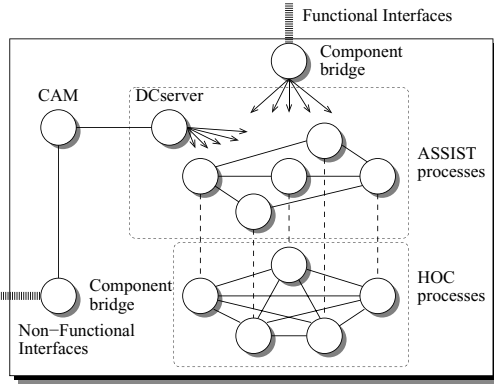 Functional Interfaces
Component
bridge
CAM
DCserver
ASSIST
processes
HOC
processes
Component
bridge
Non−Functional
Interfaces